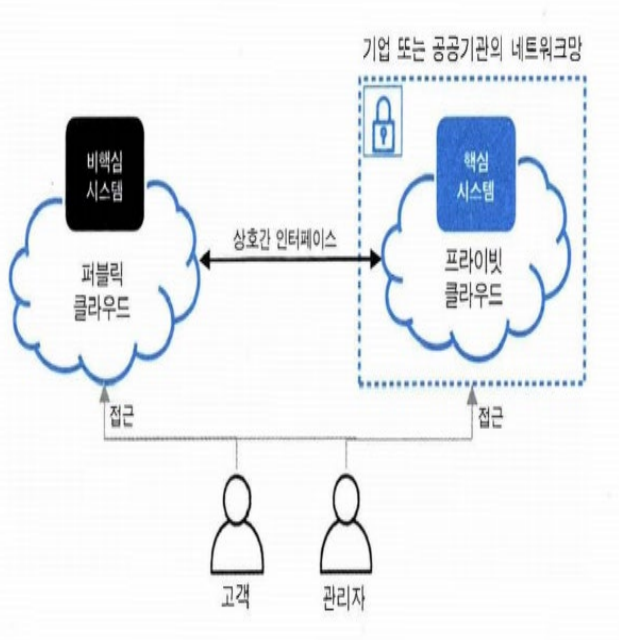 기업 또는 공공기관의 네트워크망
비핵심
시스템
핵심
시스템
상호간 인터페이스
퍼블릭
클라우드
프라이빗
클라우드
접근
접근
고객
관리자